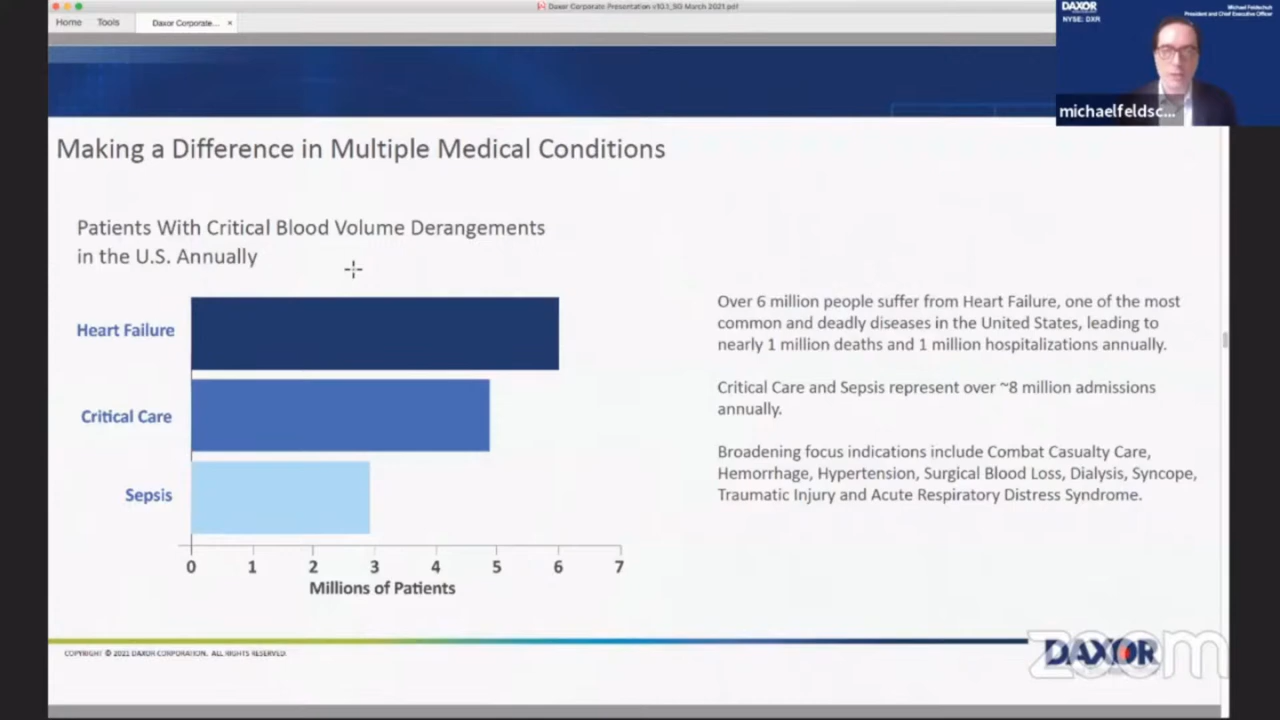 Daxor Corporate Presentation v10.1_SG March 2021.pdf
Home Tools Daxor Corporate... ×
DAXOR
NYSE: DXR
Michael Feldschuh
President and Chief Executive Officer
michaelfeldsc...
Making a Difference in Multiple Medical Conditions
Patients With Critical Blood Volume Derangements
in the U.S. Annually
Heart Failure
Critical Care
Sepsis
0 1 2 3 4 5 6 7
Millions of Patients
Over 6 million people suffer from Heart Failure, one of the most
common and deadly diseases in the United States, leading to
nearly 1 million deaths and 1 million hospitalizations annually.
Critical Care and Sepsis represent over ~8 million admissions
annually.
Broadening focus indications include Combat Casualty Care,
Hemorrhage, Hypertension, Surgical Blood Loss, Dialysis, Syncope,
Traumatic Injury and Acute Respiratory Distress Syndrome.
COPYRIGHT © 2021 DAXOR CORPORATION. ALL RIGHTS RESERVED.
DAXOR
zoom